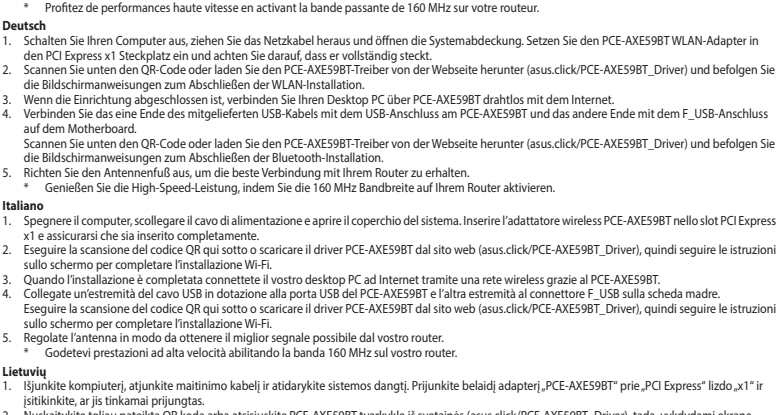 * Profitez de performances haute vitesse en activant la bande passante de 160 MHz sur votre routeur.
Deutsch
1. Schalten Sie Ihren Computer aus, ziehen Sie das Netzkabel heraus und öffnen die Systemabdeckung. Setzen Sie den PCE-AXE59BT WLAN-Adapter in
den PCI Express x1 Steckplatz ein und achten Sie darauf, dass er vollständig steckt.
2. Scannen Sie unten den QR-Code oder laden Sie den PCE-AXE59BT-Treiber von der Webseite herunter (asus.click/PCE-AXE59BT_Driver) und befolgen Sie
die Bildschirmanweisungen zum Abschließen der WLAN-Installation.
3. Wenn die Einrichtung abgeschlossen ist, verbinden Sie Ihren Desktop PC über PCE-AXE59BT drahtlos mit dem Internet.
4. Verbinden Sie das eine Ende des mitgelieferten USB-Kabels mit dem USB-Anschluss am PCE-AXE59BT und das andere Ende mit dem F_USB-Anschluss
auf dem Motherboard.
Scannen Sie unten den QR-Code oder laden Sie den PCE-AXE59BT-Treiber von der Webseite herunter (asus.click/PCE-AXE59BT_Driver) und befolgen Sie
die Bildschirmanweisungen zum Abschließen der Bluetooth-Installation.
5. Richten Sie den Antennenfuß aus, um die beste Verbindung mit Ihrem Router zu erhalten.
* Genießen Sie die High-Speed-Leistung, indem Sie die 160 MHz Bandbreite auf Ihrem Router aktivieren.
Italiano
1. Spegnere il computer, scollegare il cavo di alimentazione e aprire il coperchio del sistema. Inserire l'adattatore wireless PCE-AXE59BT nello slot PCI Express
x1 e assicurarsi che sia inserito completamente.
2. Eseguire la scansione del codice QR qui sotto o scaricare il driver PCE-AXE59BT dal sito web (asus.click/PCE-AXE59BT_Driver), quindi seguire le istruzioni
sullo schermo per completare l'installazione Wi-Fi.
3. Quando l'installazione è completata connettete il vostro desktop PC ad Internet tramite una rete wireless grazie al PCE-AXE59BT.
4. Collegate un'estremità del cavo USB in dotazione alla porta USB del PCE-AXE59BT e l'altra estremità al connettore F_USB sulla scheda madre.
Eseguire la scansione del codice QR qui sotto o scaricare il driver PCE-AXE59BT dal sito web (asus.click/PCE-AXE59BT_Driver), quindi seguire le istruzioni
sullo schermo per completare l'installazione Wi-Fi.
5. Regolate l'antenna in modo da ottenere il miglior segnale possibile dal vostro router.
* Godetevi prestazioni ad alta velocità abilitando la banda 160 MHz sul vostro router.
Lietuvių
1. Išjunkite kompiuterį, atjunkite maitinimo kabelį ir atidarykite sistemos dangtį. Prijunkite belaidį adapterį „PCE-AXE59BT" prie „PCI Express" lizdo „x1" ir
įsitikinkite, ar jis tinkamai prijungtas.
2. Nuskaitykite toliau pateiktą QR kodą arba atsisiuskite PCE-AXE59BT tvarkyklę iš svetainės (asus.click/PCE-AXE59BT_Driver), tada, vykdydami ekrano